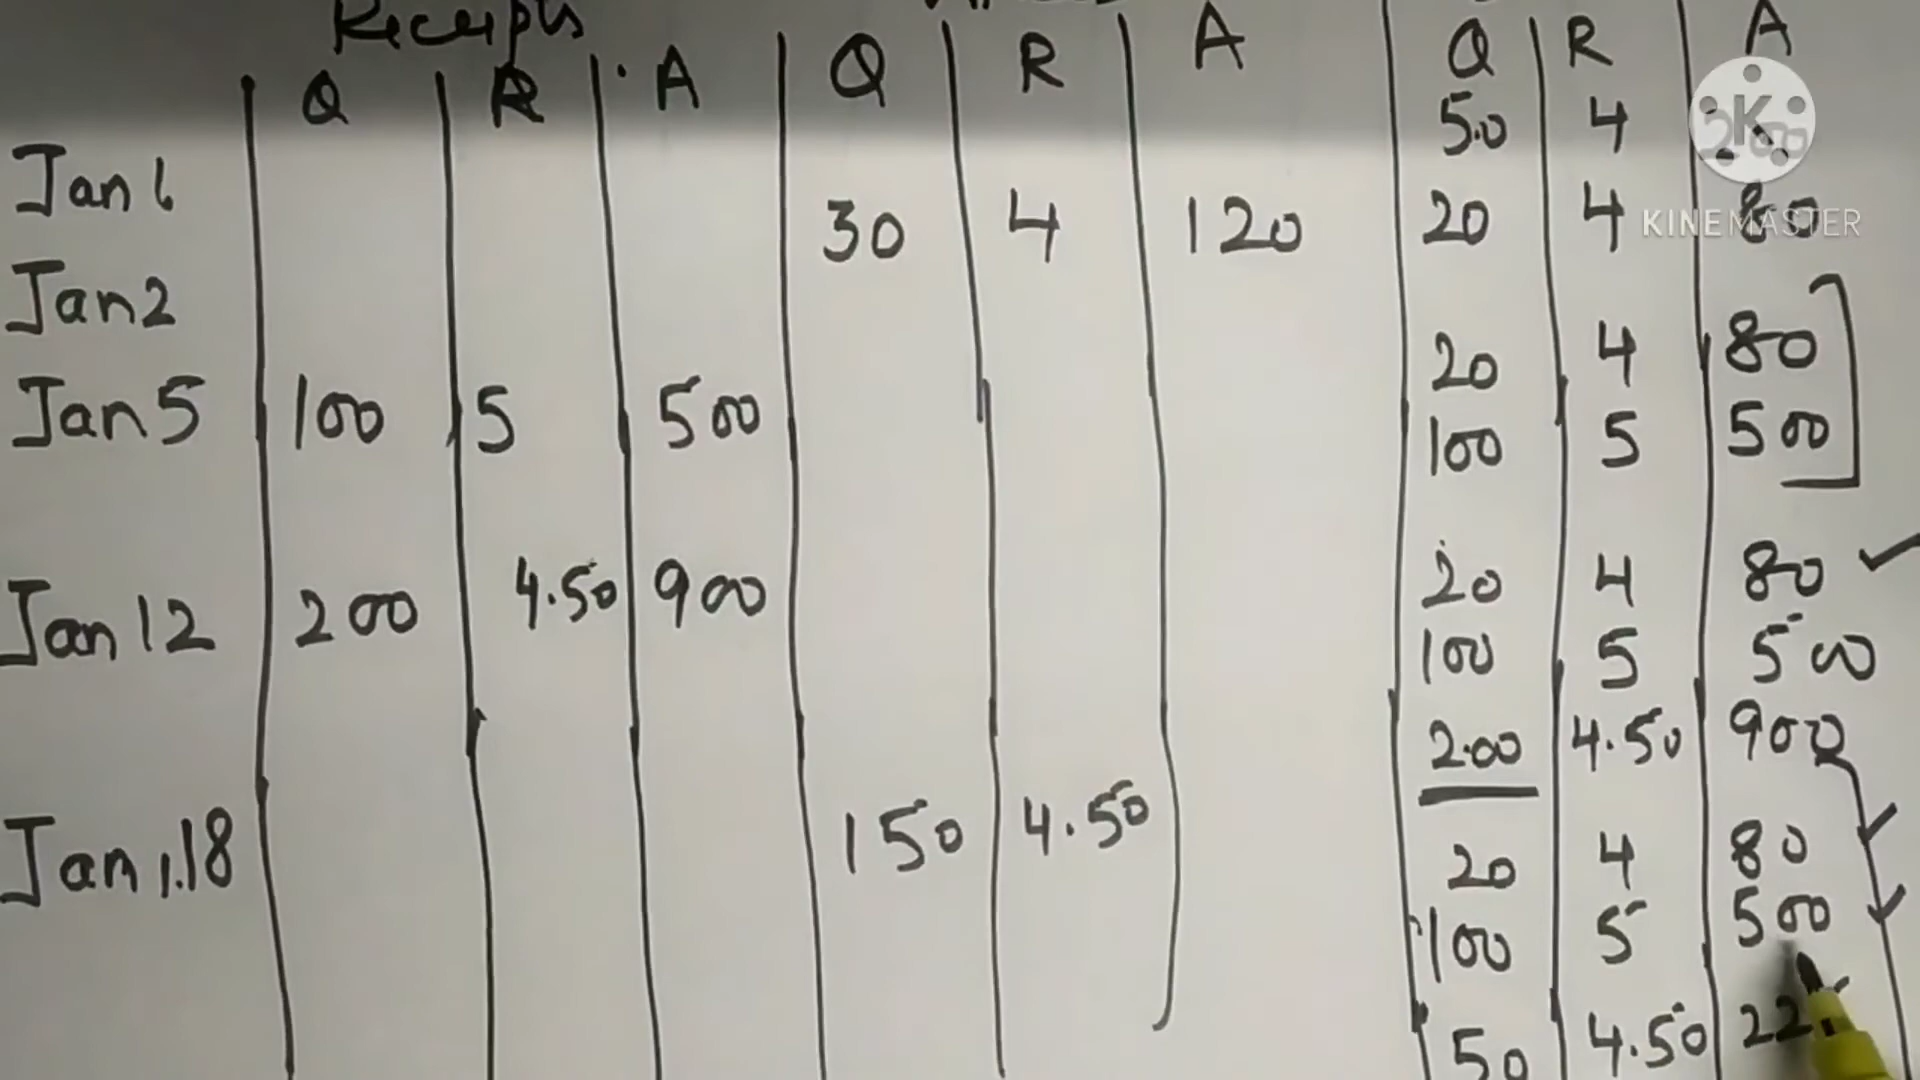 Receipts
Q R A Q R A Q R A
50 4 200
Jan 1 30 4 120 20 4 80
KINEMASTER
Jan 2
20 4 80
Jan 5 100 5 500 100 5 500
20 4 80
Jan 12 200 4.50 900 100 5 500
200 4.50 900
Jan 18 150 4.50 20 4 80
100 5 500
50 4.50